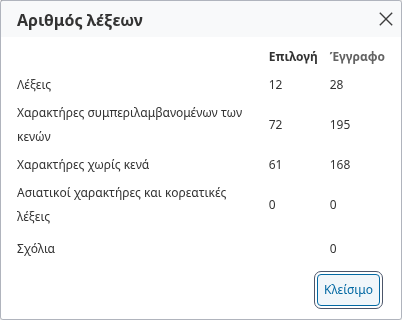 Αριθμός λέξεων
Επιλογή Έγγραφο
Λέξεις 12 28
Χαρακτήρες συμπεριλαμβανομένων των
κενών 72 195
Χαρακτήρες χωρίς κενά 61 168
Ασιατικοί χαρακτήρες και κορεατικές
λέξεις 0 0
Σχόλια 0
Κλείσιμο